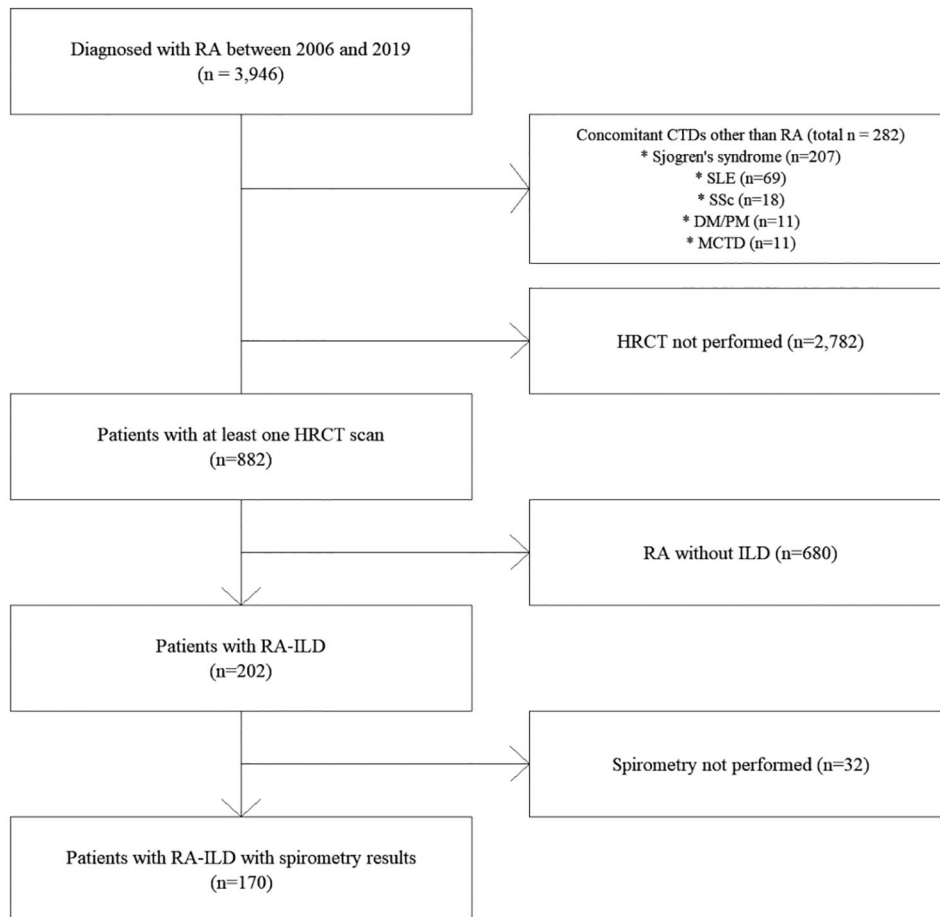 Diagnosed with RA between 2006 and 2019
(n = 3,946)
Concomitant CTDs other than RA (total n = 282)
* Sjogren's syndrome (n=207)
* SLE (n=69)
* SSc (n=18)
* DM/PM (n=11)
* MCTD (n=11)
HRCT not performed (n=2,782)
Patients with at least one HRCT scan
(n=882)
RA without ILD (n=680)
Patients with RA-ILD
(n=202)
Spirometry not performed (n=32)
Patients with RA-ILD with spirometry results
(n=170)